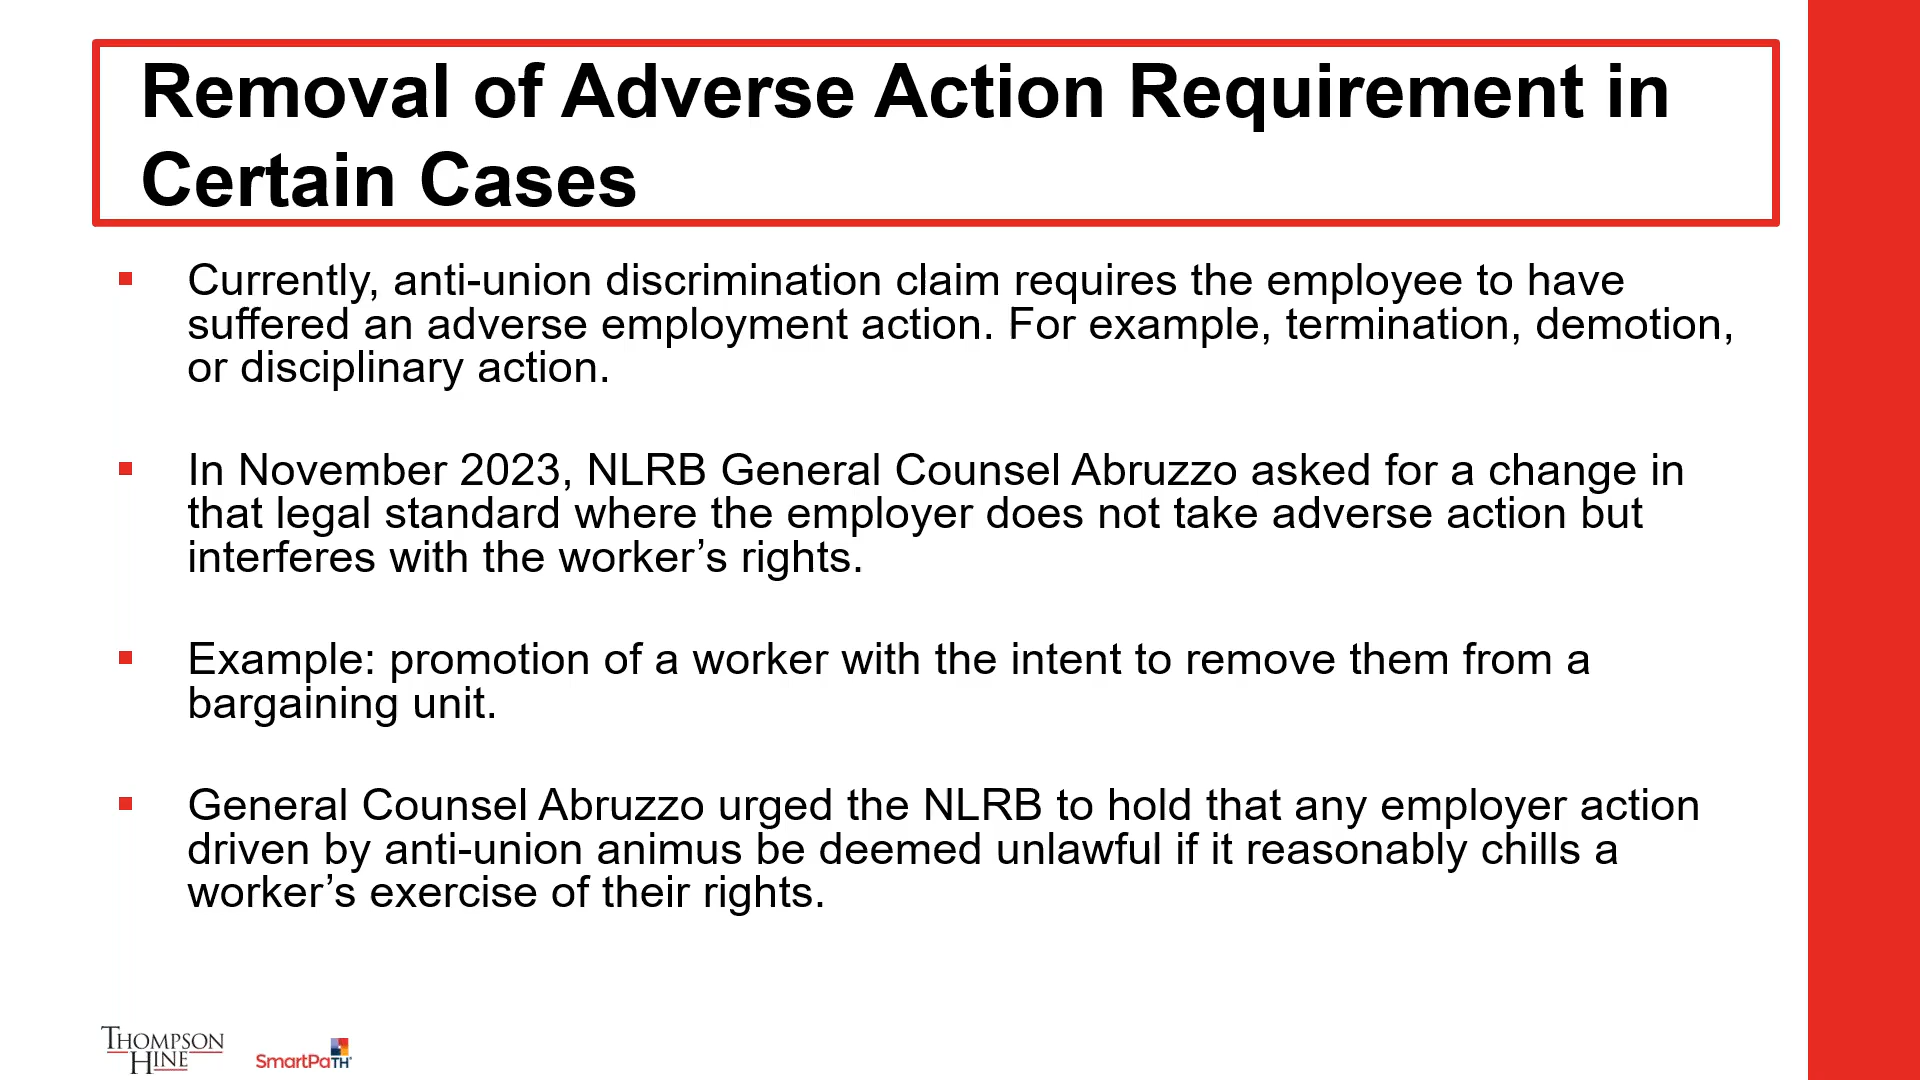 Removal of Adverse Action Requirement in
Certain Cases
Currently, anti-union discrimination claim requires the employee to have
suffered an adverse employment action. For example, termination, demotion,
or disciplinary action.
In November 2023, NLRB General Counsel Abruzzo asked for a change in
that legal standard where the employer does not take adverse action but
interferes with the worker’s rights.
Example: promotion of a worker with the intent to remove them from a
bargaining unit.
General Counsel Abruzzo urged the NLRB to hold that any employer action
driven by anti-union animus be deemed unlawful if it reasonably chills a
worker’s exercise of their rights.
THOMPSON
HINE
SmartPaTH